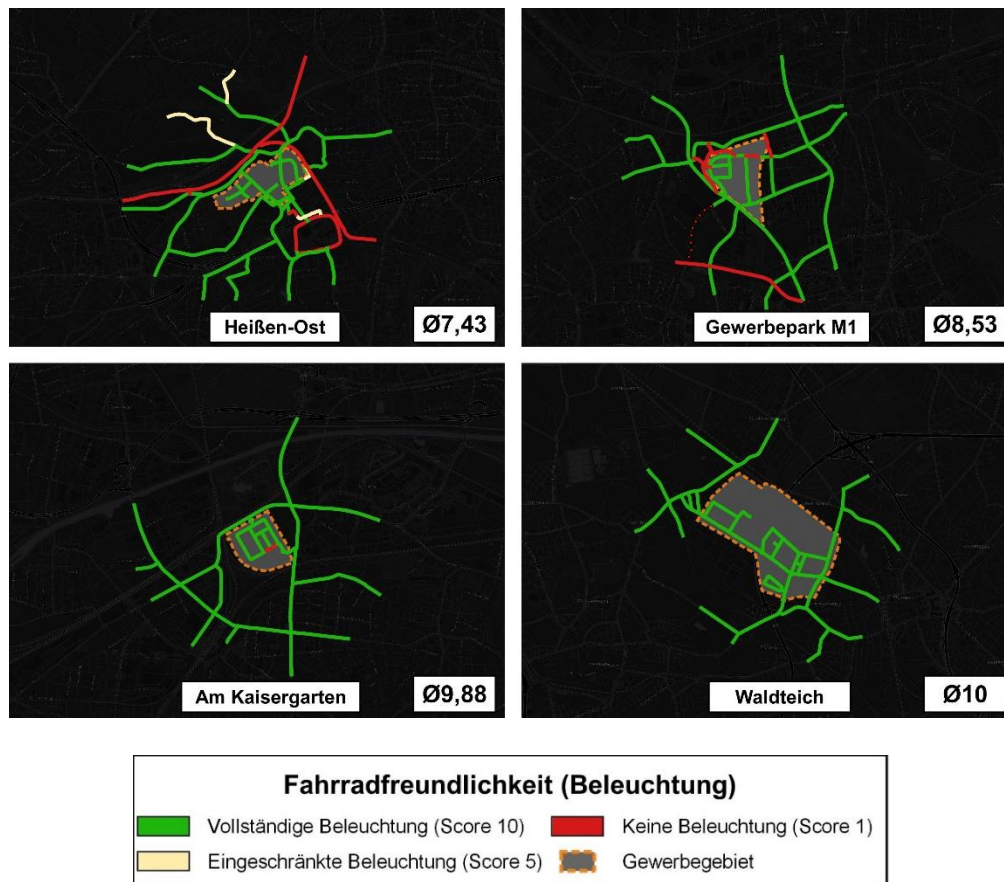 Heißen-Ost
Ø7,43
Gewerbepark M1
Ø8,53
Am Kaisergarten
Ø9,88
Waldteich
Ø10
Fahrradfreundlichkeit (Beleuchtung)
Vollständige Beleuchtung (Score 10)
Keine Beleuchtung (Score 1)
Eingeschränkte Beleuchtung (Score 5)
Gewerbegebiet